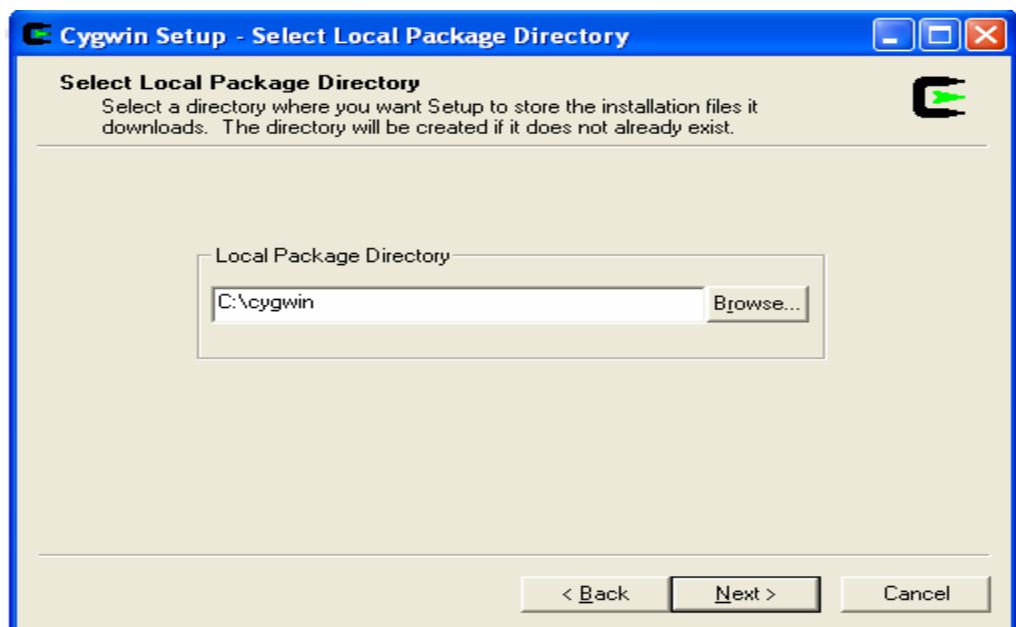 Cygwin Setup - Select Local Package Directory
Select Local Package Directory
Select a directory where you want Setup to store the installation files it
downloads. The directory will be created if it does not already exist.
Local Package Directory
C:\cygwin
Browse...
< Back
Next >
Cancel